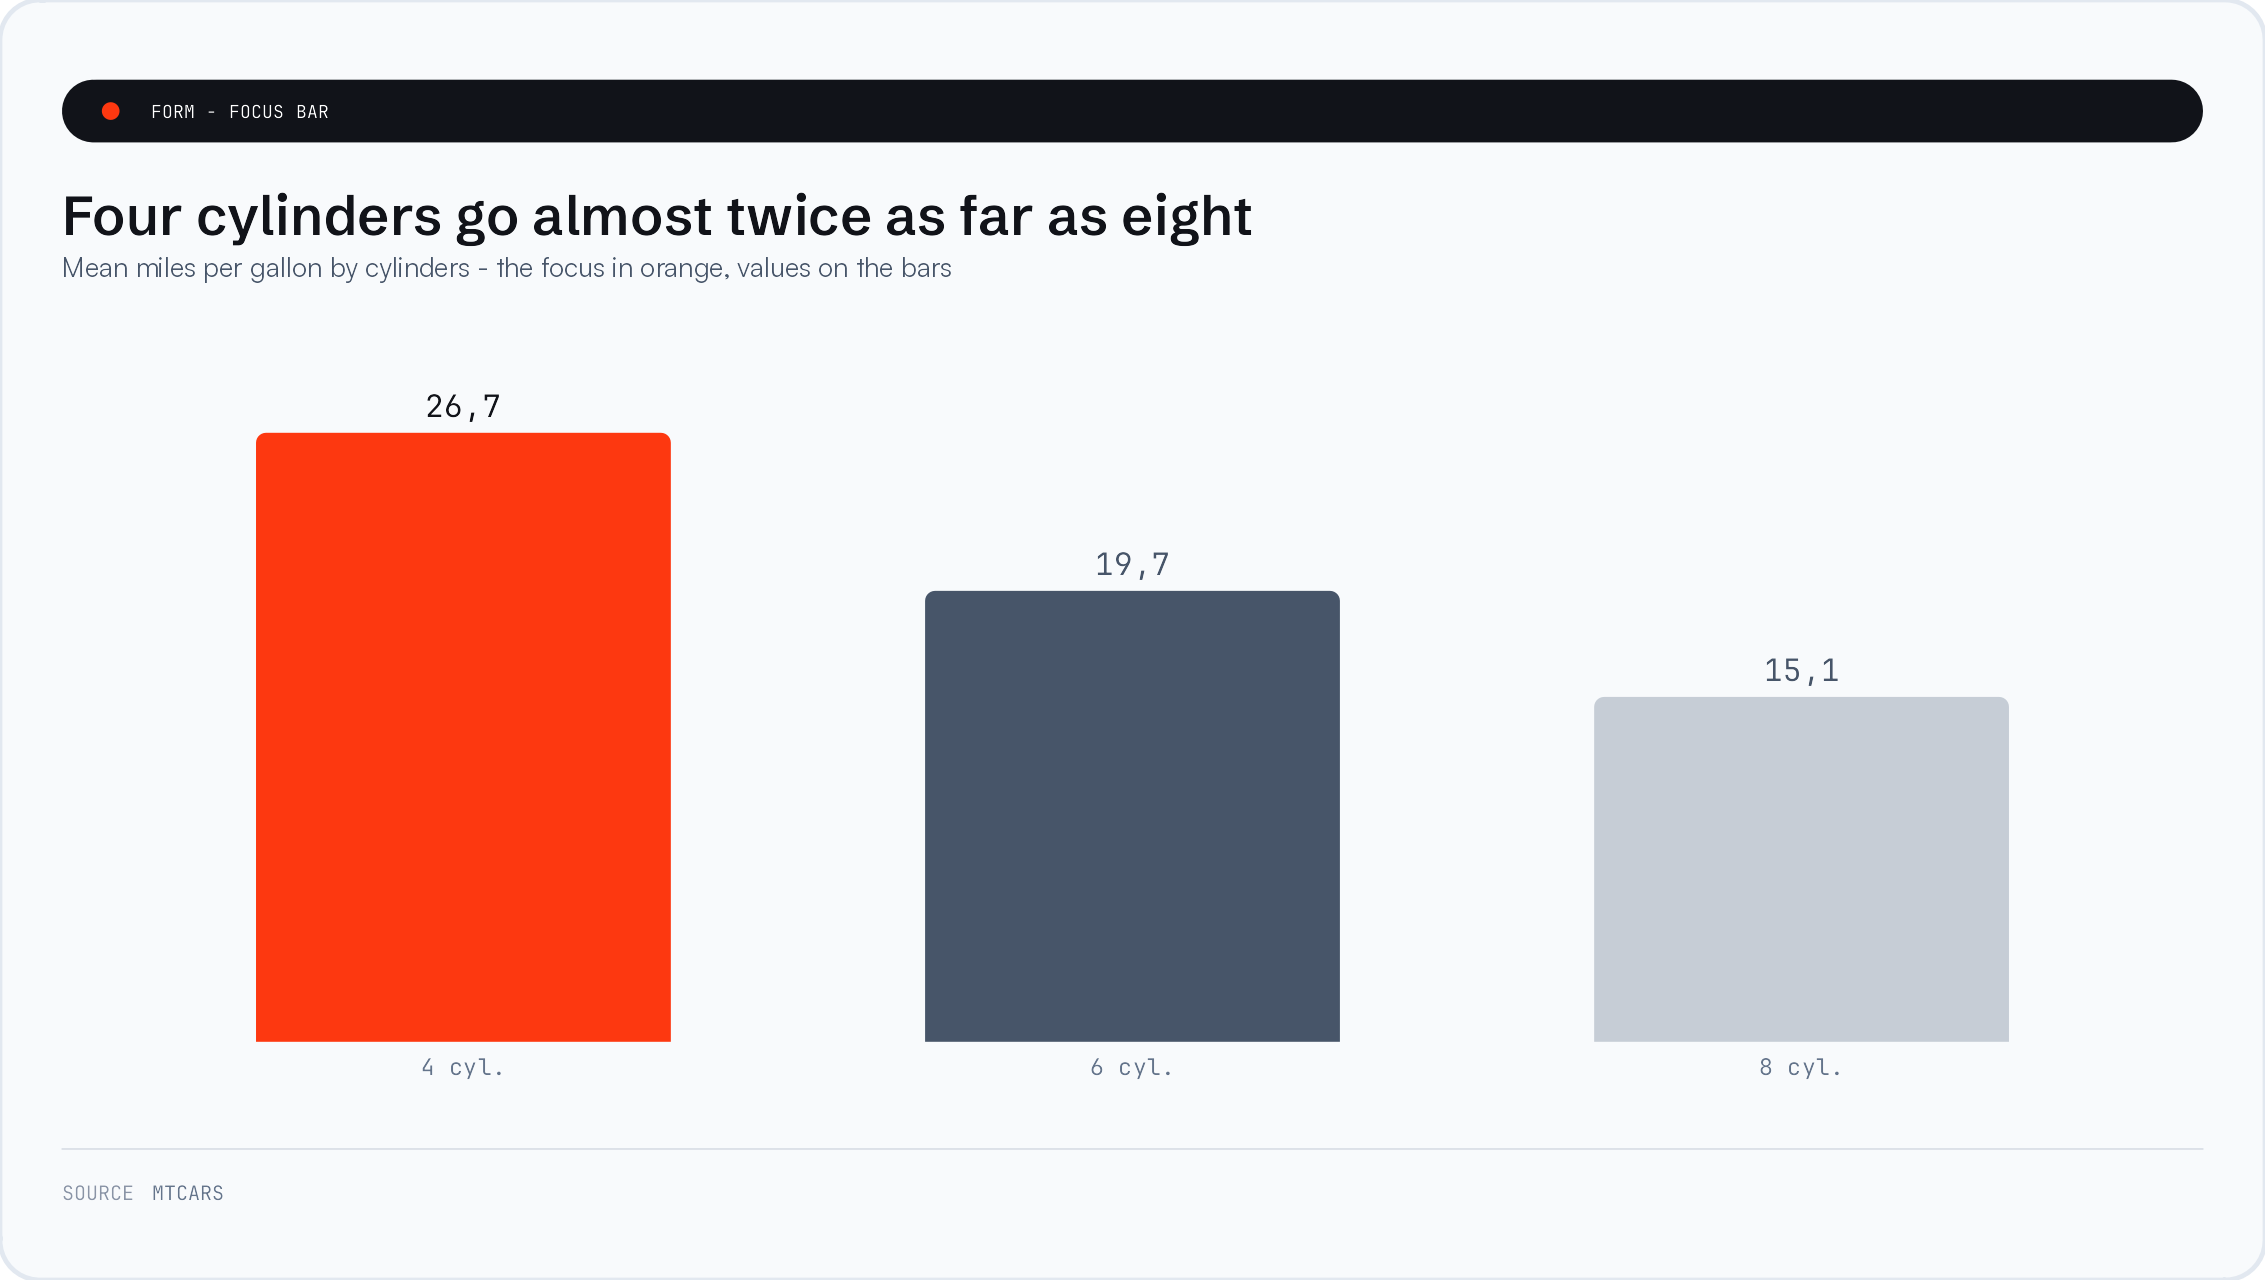 FORM - FOCUS BAR
Four cylinders go almost twice as far as eight
Mean miles per gallon by cylinders - the focus in orange, values on the bars
26,7
19,7
15,1
4 cyl.
6 cyl.
8 cyl.
SOURCE MTCARS